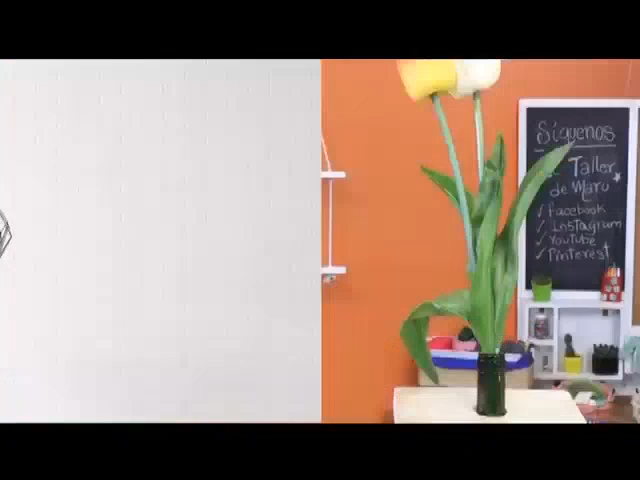 Síguenos
Taller
de Maru
✓ Facebook
✓ Instagram
✓ YouTube
✓ Pinterest